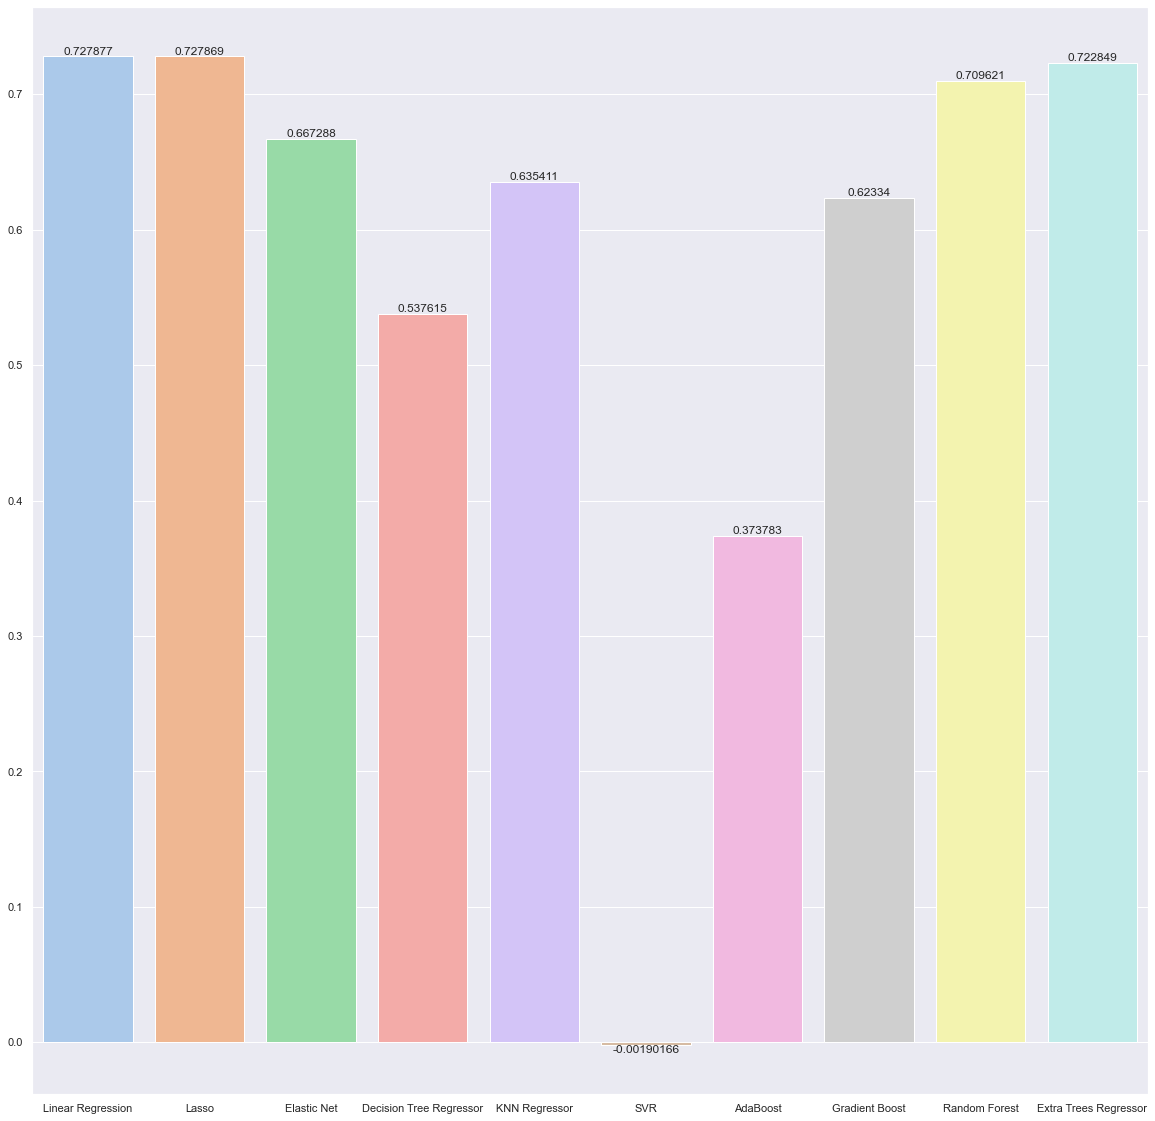 0.727877
0.727869
0.722849
0.709621
0.7
0.667288
0.635411
0.62334
0.6
0.537615
0.5
0.4
0.373783
0.3
0.2
0.1
0.0
-0.00190166
Linear Regression
Lasso
Elastic Net
Decision Tree Regressor
KNN Regressor
SVR
AdaBoost
Gradient Boost
Random Forest
Extra Trees Regressor